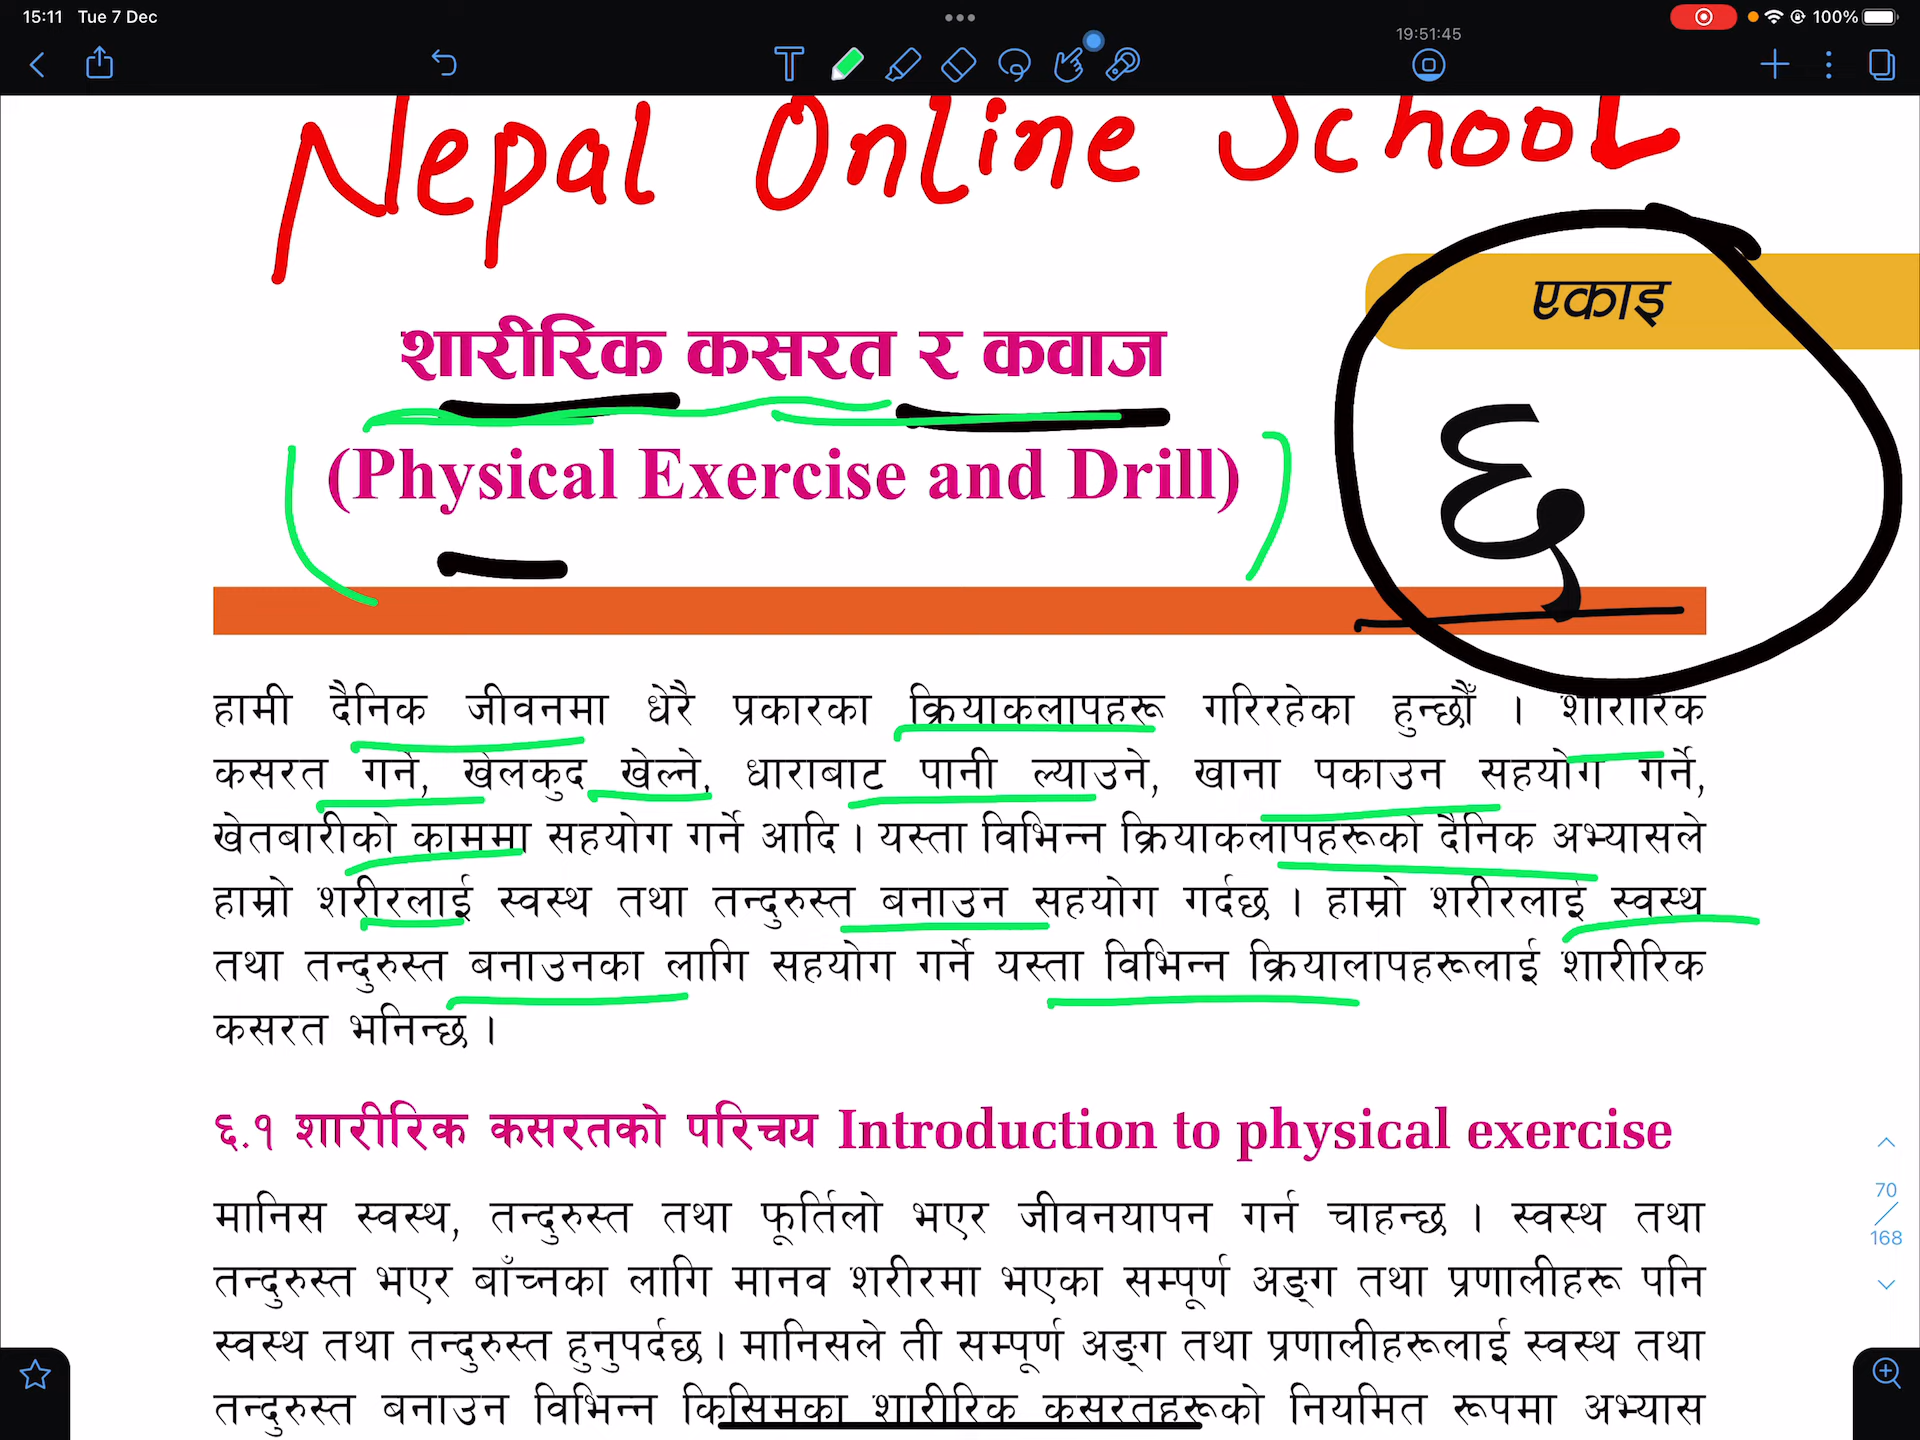 15:11 Tue 7 Dec
100%
19:51:45
Nepal Online School
एकाइ
६
शारीरिक कसरत र कवाज
(Physical Exercise and Drill)
हामी दैनिक जीवनमा धेरै प्रकारका क्रियाकलापहरू गरिरहेका हुन्छौँ । शारीरिक
कसरत गर्ने, खेलकुद खेल्ने, धाराबाट पानी ल्याउने, खाना पकाउन सहयोग गर्ने,
खेतबारीको काममा सहयोग गर्ने आदि । यस्ता विभिन्न क्रियाकलापहरूको दैनिक अभ्यासले
हाम्रो शरीरलाई स्वस्थ तथा तन्दुरुस्त बनाउन सहयोग गर्दछ । हाम्रो शरीरलाई स्वस्थ
तथा तन्दुरुस्त बनाउनका लागि सहयोग गर्ने यस्ता विभिन्न क्रियालापहरूलाई शारीरिक
कसरत भनिन्छ ।
६.१ शारीरिक कसरतको परिचय Introduction to physical exercise
मानिस स्वस्थ, तन्दुरुस्त तथा फूर्तिलो भएर जीवनयापन गर्न चाहन्छ । स्वस्थ तथा
तन्दुरुस्त भएर बाँच्नका लागि मानव शरीरमा भएका सम्पूर्ण अङ्ग तथा प्रणालीहरू पनि
स्वस्थ तथा तन्दुरुस्त हुनुपर्दछ । मानिसले ती सम्पूर्ण अङ्ग तथा प्रणालीहरूलाई स्वस्थ तथा
तन्दुरुस्त बनाउन विभिन्न किसिमका शारीरिक कसरतहरूको नियमित रूपमा अभ्यास
70
168